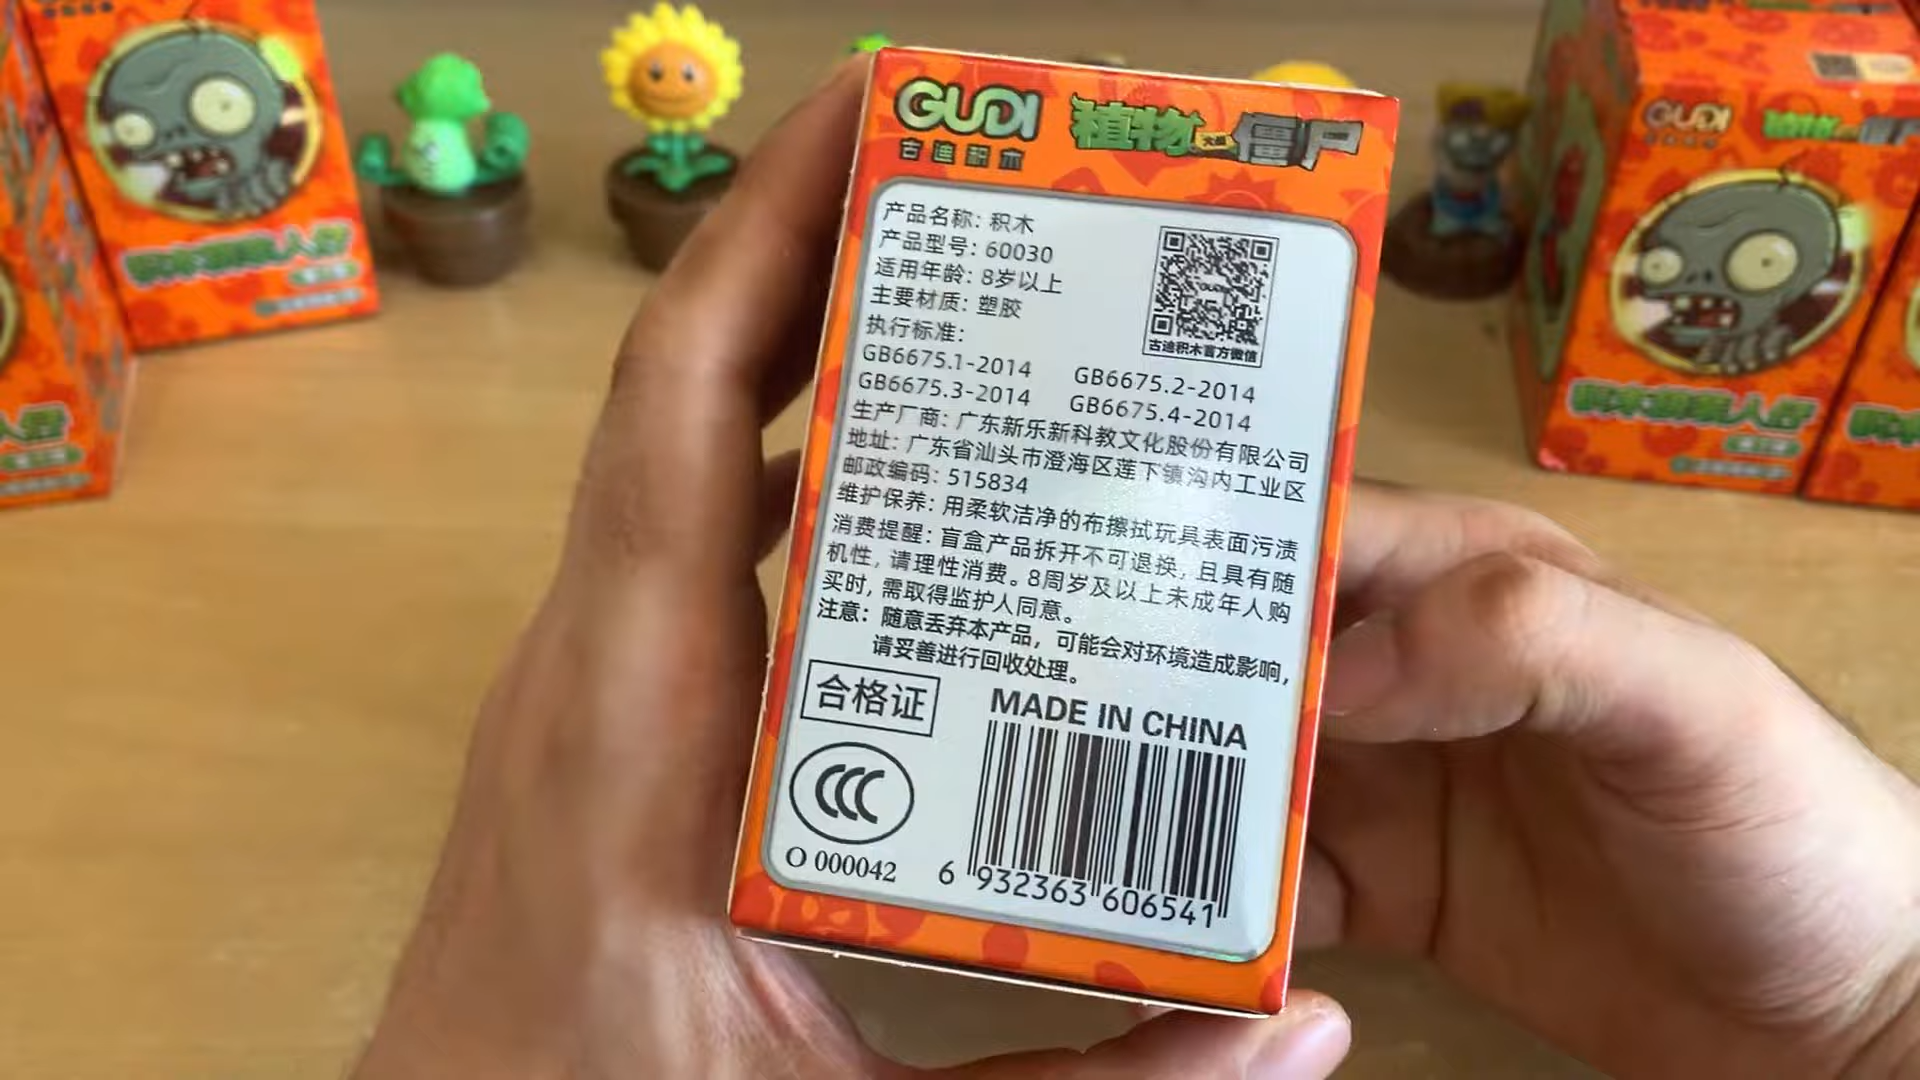 GUDI
古迪积木
植物大战僵尸
产品名称: 积木
产品型号: 60030
适用年龄: 8岁以上
主要材质: 塑胶
执行标准:
GB6675.1-2014 GB6675.2-2014
GB6675.3-2014 GB6675.4-2014
生产厂商: 广东新乐新科教文化股份有限公司
地址: 广东省汕头市澄海区莲下镇沟内工业区
邮政编码: 515834
维护保养: 用柔软洁净的布擦拭玩具表面污渍
消费提醒: 盲盒产品拆开不可退换, 且具有随
机性, 请理性消费。8周岁及以上未成年人购
买时, 需取得监护人同意。
注意: 随意丢弃本产品, 可能会对环境造成影响,
请妥善进行回收处理。
古迪积木官方微信
合格证
MADE IN CHINA
CCC
O 000042
6 932363 606541
GUDI